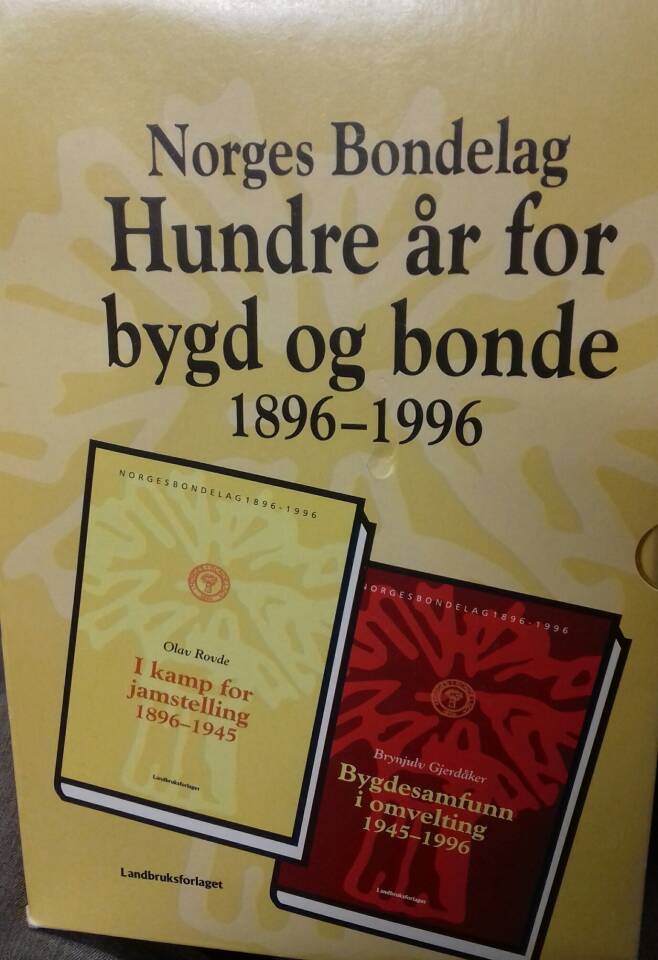 Norges Bondelag
Hundre år for
bygd og bonde
1896–1996
NORGESBONDELAG1896-1996
Olav Rovde
I kamp for
jamstelling
1896–1945
Landbruksforlaget
NORGESBONDELAG1896-1996
Brynjulv Gjerdåker
Bygdesamfunn
i omvelting
1945–1996
Landbruksforlaget
Landbruksforlaget